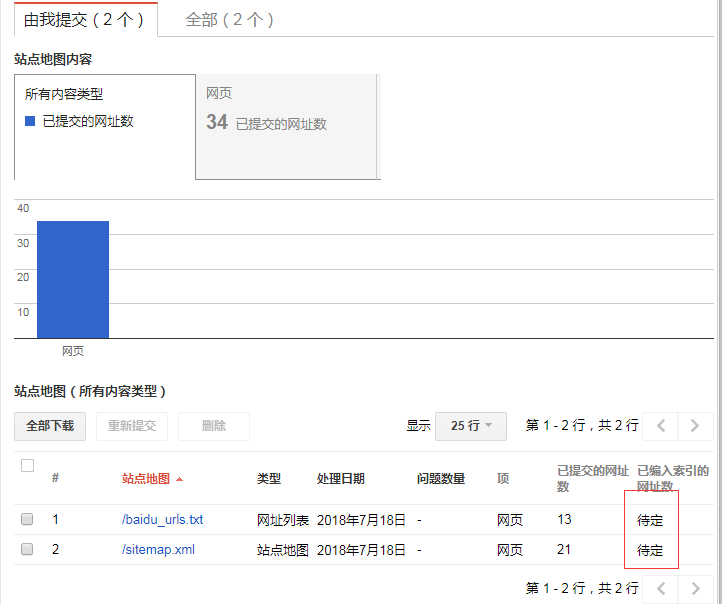 由我提交（2 个）
全部（2 个）
站点地图内容
所有内容类型
已提交的网址数
网页
34 已提交的网址数
40
30
20
10
网页
站点地图（所有内容类型）
全部下载 重新提交 删除 显示 25 行 第 1 - 2 行，共 2 行
# 站点地图 类型 处理日期 问题数量 项 已提交的网址数 已编入索引的网址数
1 /baidu_urls.txt 网址列表 2018年7月18日 - 网页 13 待定
2 /sitemap.xml 站点地图 2018年7月18日 - 网页 21 待定
第 1 - 2 行，共 2 行